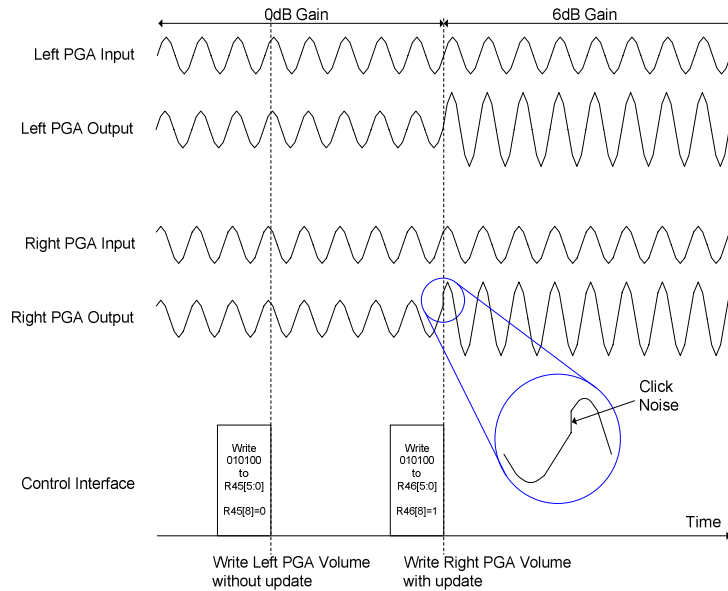 0dB Gain
6dB Gain
Left PGA Input
Left PGA Output
Right PGA Input
Right PGA Output
Click
Noise
Write
010100
to
R45[5:0]
R45[8]=0
Write
010100
to
R46[5:0]
R46[8]=1
Control Interface
Time
Write Left PGA Volume
without update
Write Right PGA Volume
with update